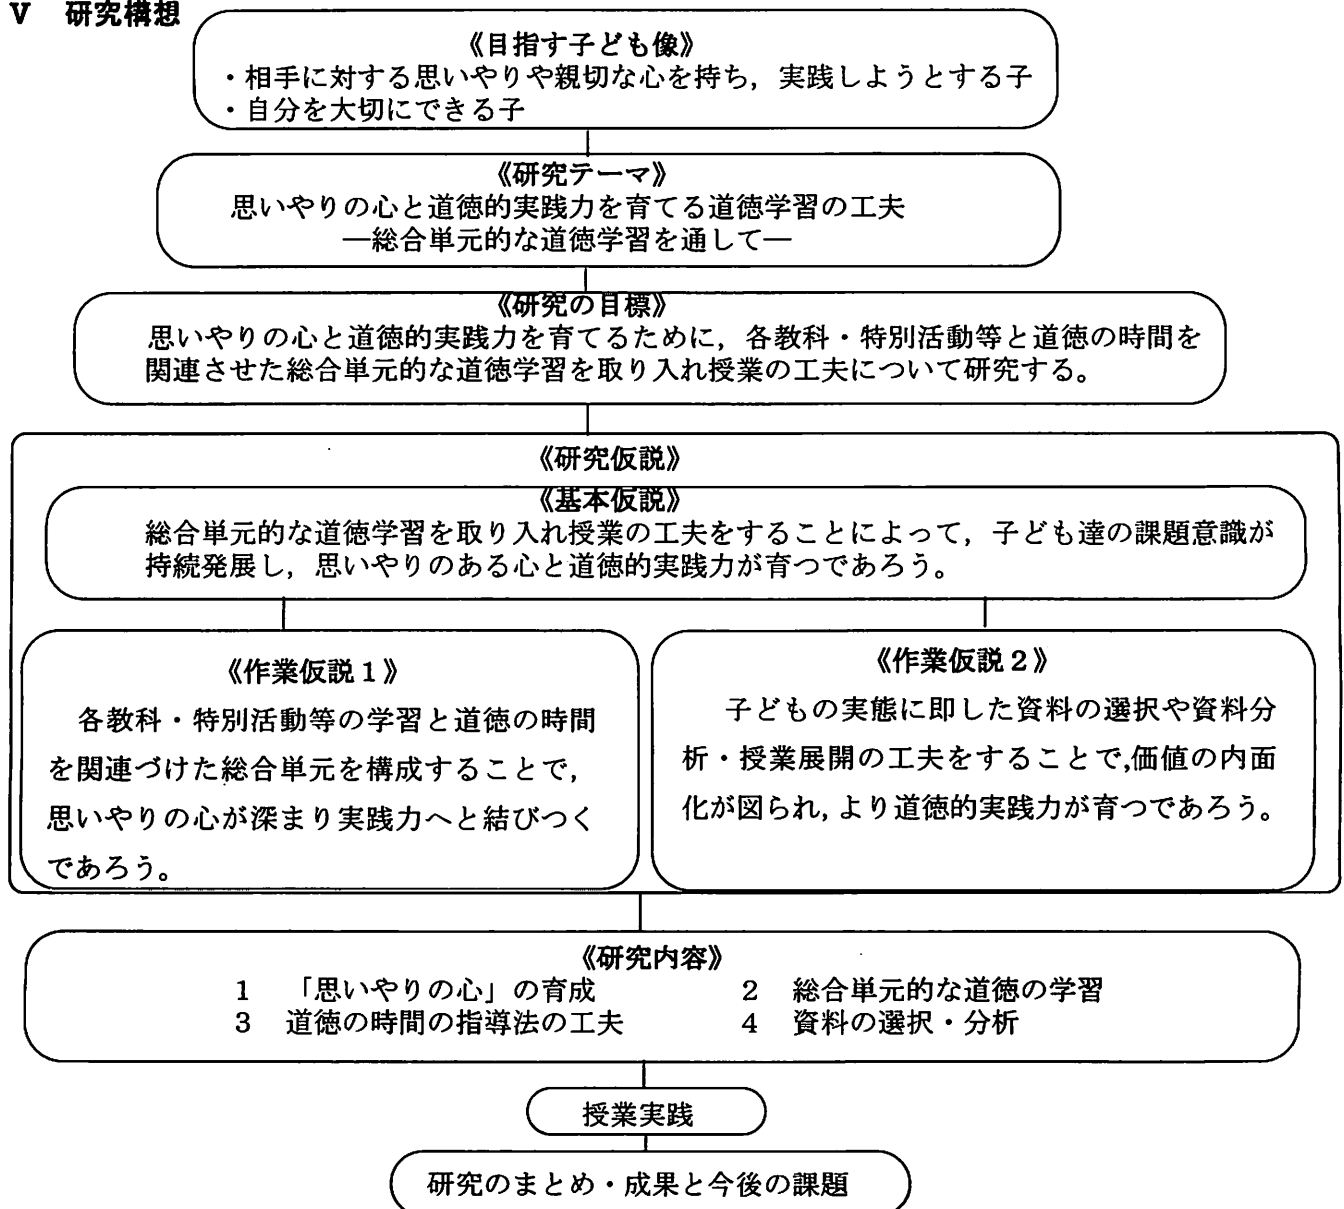 V 研究構想
《目指す子ども像》
・相手に対する思いやりや親切な心を持ち，実践しようとする子
・自分を大切にできる子
《研究テーマ》
思いやりの心と道徳的実践力を育てる道徳学習の工夫
―総合単元的な道徳学習を通して―
《研究の目標》
思いやりの心と道徳的実践力を育てるために，各教科・特別活動等と道徳の時間を
関連させた総合単元的な道徳学習を取り入れ授業の工夫について研究する。
《研究仮説》
《基本仮説》
総合単元的な道徳学習を取り入れ授業の工夫をすることによって，子ども達の課題意識が
持続発展し，思いやりのある心と道徳的実践力が育つであろう。
《作業仮説１》
各教科・特別活動等の学習と道徳の時間
を関連づけた総合単元を構成することで，
思いやりの心が深まり実践力へと結びつく
であろう。
《作業仮説２》
子どもの実態に即した資料の選択や資料分
析・授業展開の工夫をすることで,価値の内面
化が図られ，より道徳的実践力が育つであろう。
《研究内容》
1 「思いやりの心」の育成 2 総合単元的な道徳の学習
3 道徳の時間の指導法の工夫 4 資料の選択・分析
授業実践
研究のまとめ・成果と今後の課題